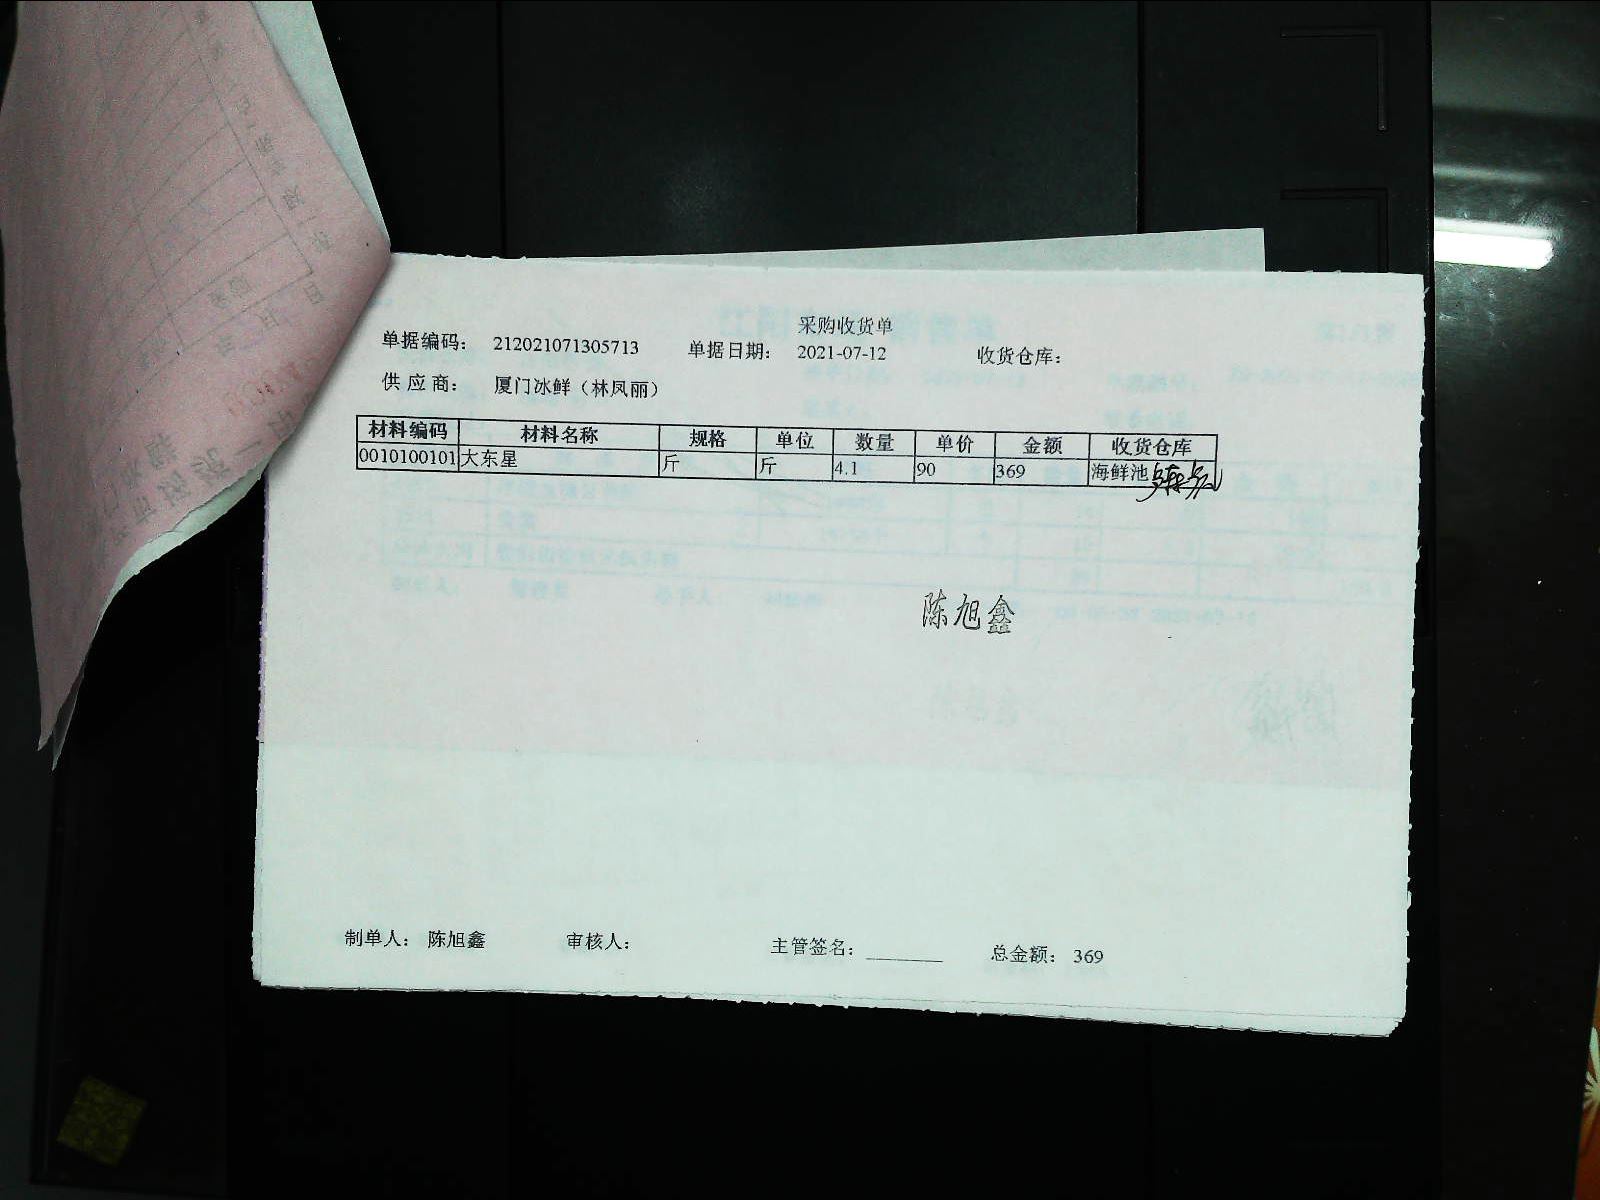 采购收货单
单据编码： 212021071305713 单据日期： 2021-07-12 收货仓库：
供应商： 厦门冰鲜（林凤丽）
材料编码 材料名称 规格 单位 数量 单价 金额 收货仓库
0010100101 大东星 斤 斤 4.1 90 369 海鲜池
陈旭鑫
制单人： 陈旭鑫 审核人： 主管签名： 总金额： 369